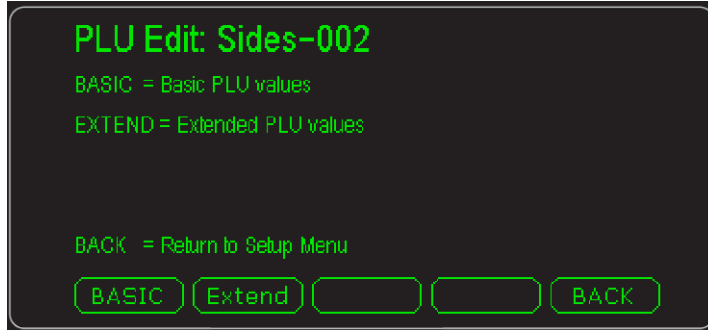 PLU Edit: Sides-002
BASIC = Basic PLU values
EXTEND = Extended PLU values
BACK = Return to Setup Menu
BASIC Extend BACK